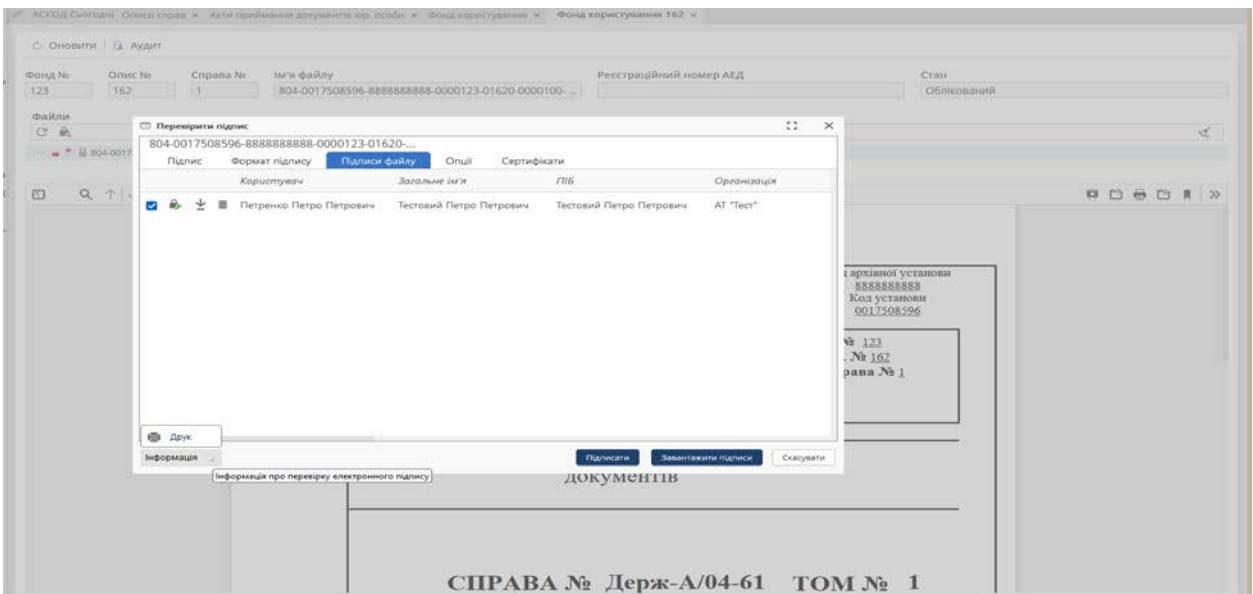 АСКОД Сьогодні Описи справ × Акти приймання документів юр. особи × Фонд користування × Фонд користування 162 ×
Оновити Аудит
Фонд № Опис № Справа № Ім'я файлу Реєстраційний номер АЕД Стан
123 162 1 804-0017508596-8888888888-0000123-01620-0000100-... Обліковании
Файли
804-0017
Перевірити підпис
804-0017508596-8888888888-0000123-01620-...
Підпис Формат підпису Підписи файлу Опції Сертифікати
Користувач Загальне ім'я ПІБ Організація
Петренко Петро Петрович Тестовий Петро Петрович Тестовий Петро Петрович АТ "Тест"
архівної установи
8888888888
Код установи
0017508596
№ 123
. № 162
рава № 1
Друк
Інформація Підписати Завантажити підписи Скасувати
Інформація про перевірку електронного підпису
документів
СПРАВА № Держ-А/04-61 ТОМ № 1